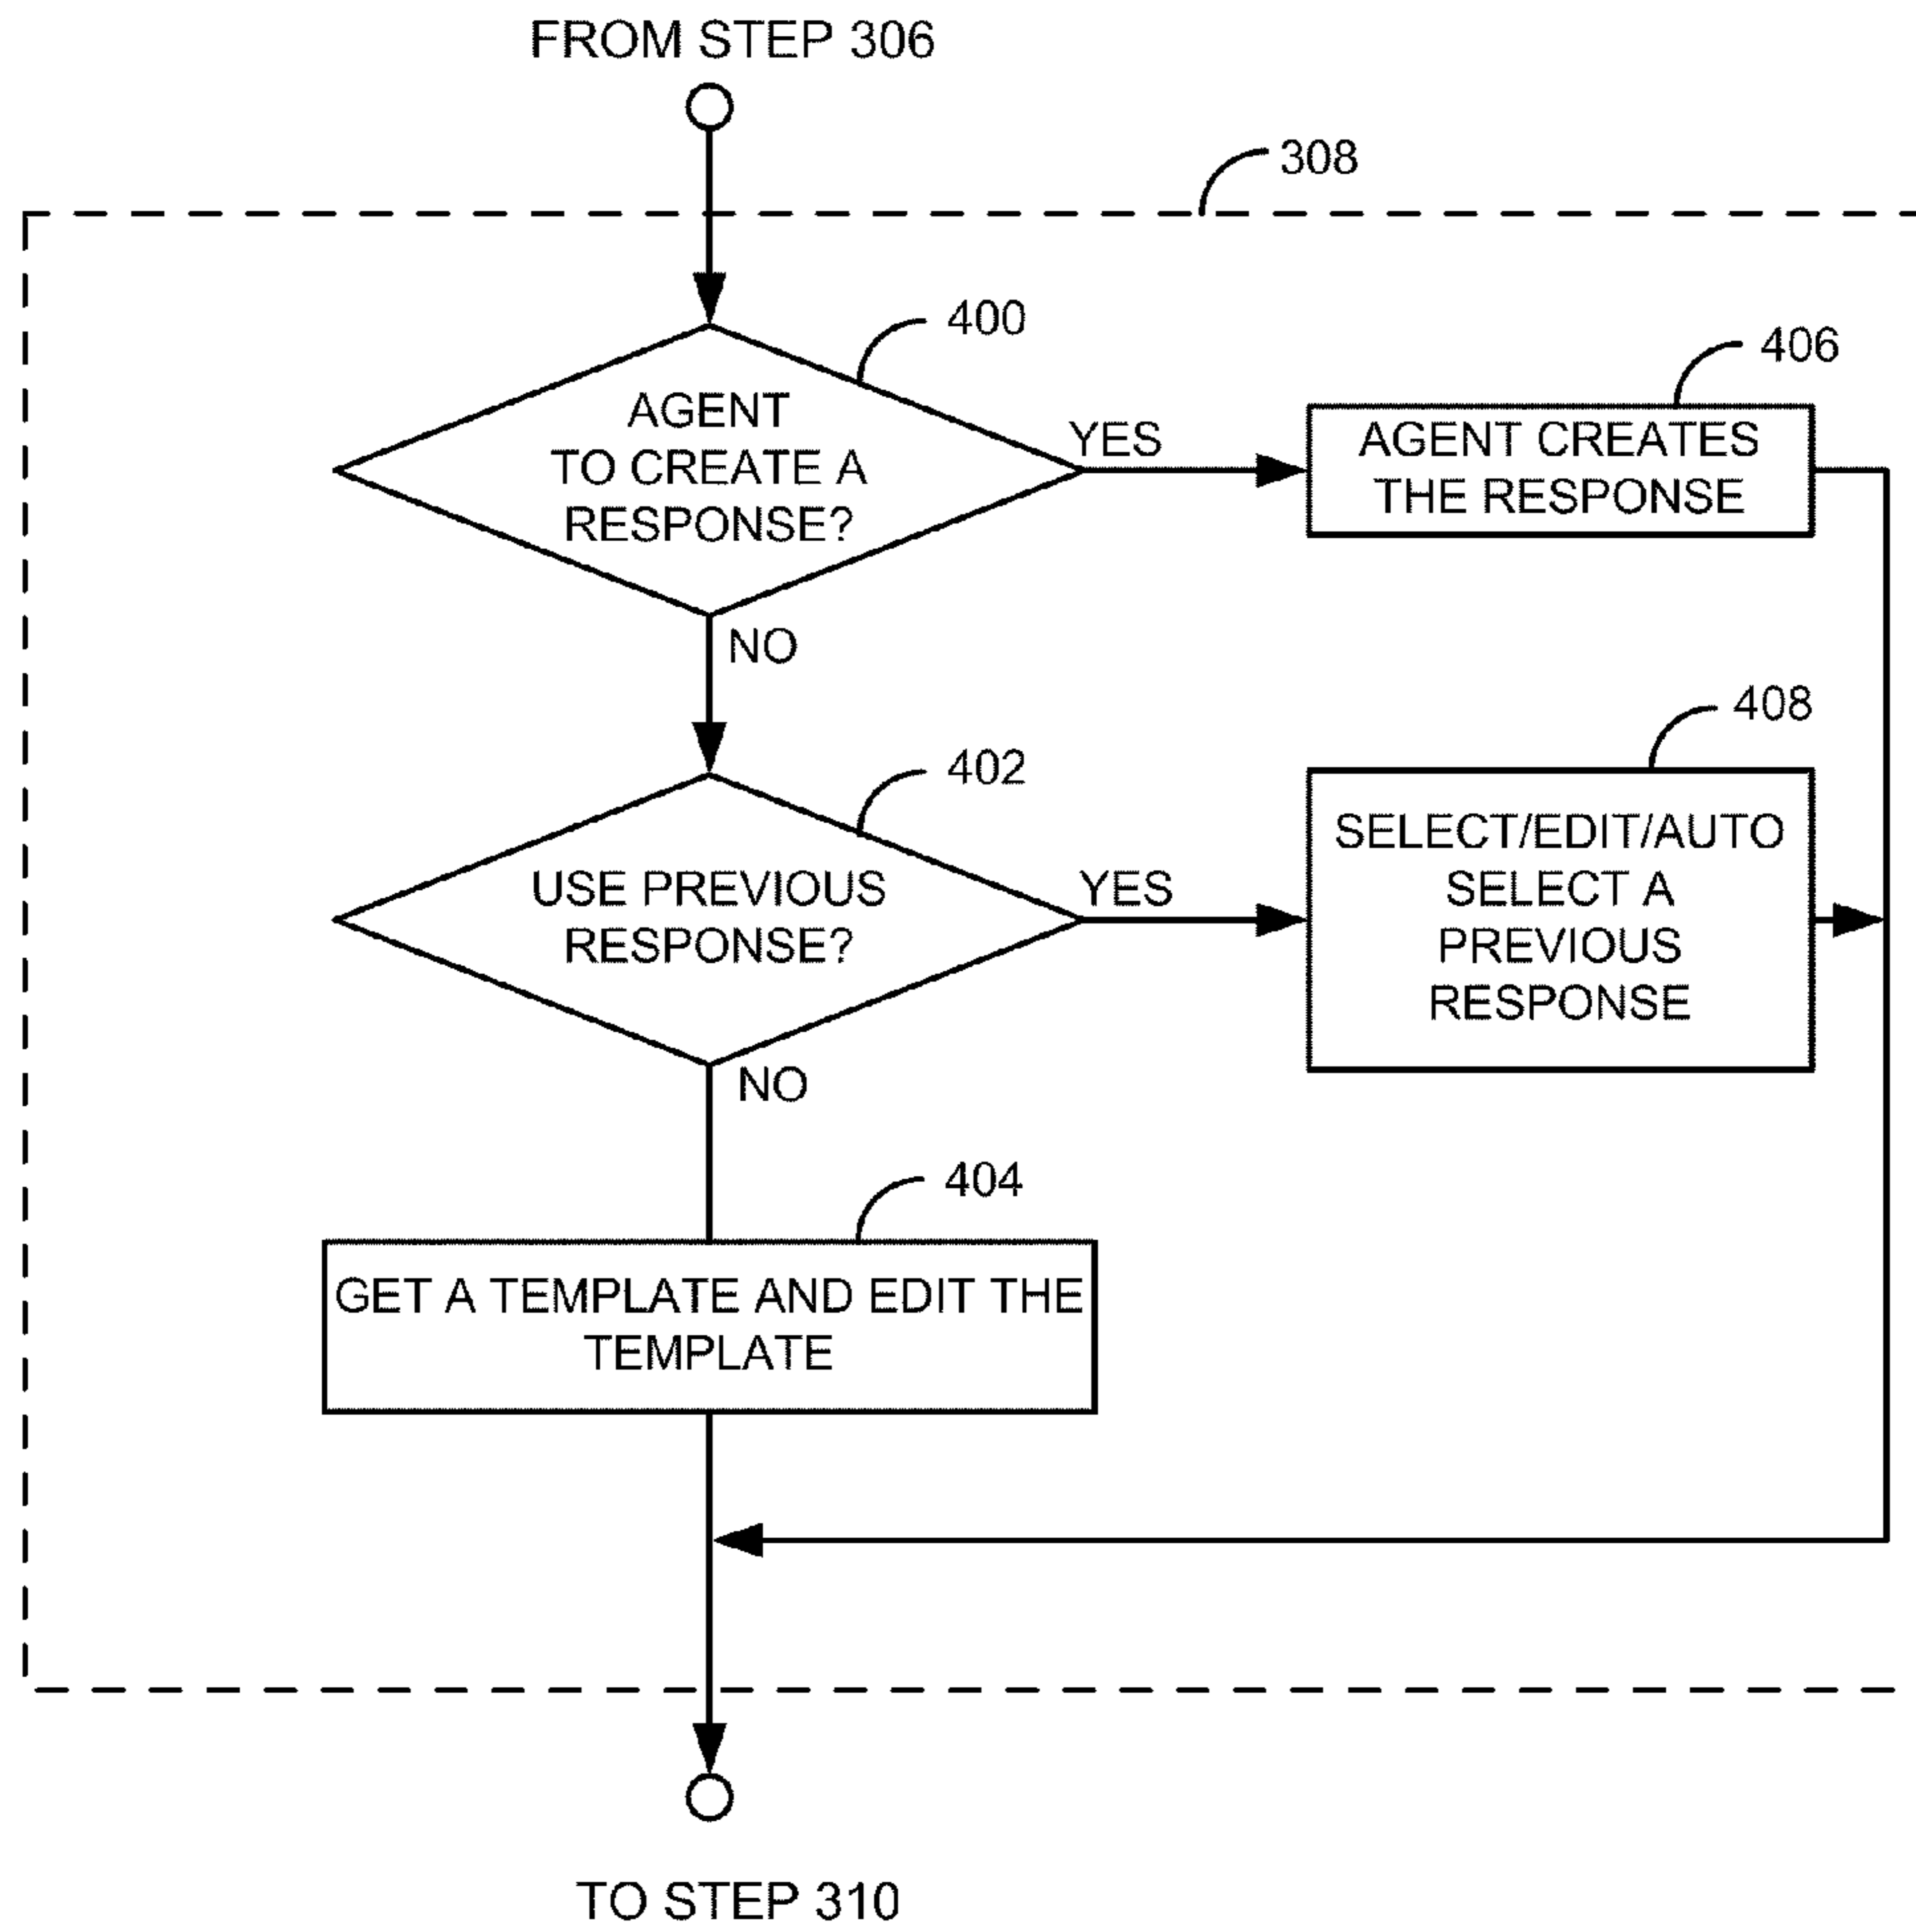 FROM STEP 306
308
400
AGENT
TO CREATE A
RESPONSE?
YES
406
AGENT CREATES
THE RESPONSE
NO
402
USE PREVIOUS
RESPONSE?
YES
408
SELECT/EDIT/AUTO
SELECT A
PREVIOUS
RESPONSE
NO
404
GET A TEMPLATE AND EDIT THE
TEMPLATE
TO STEP 310